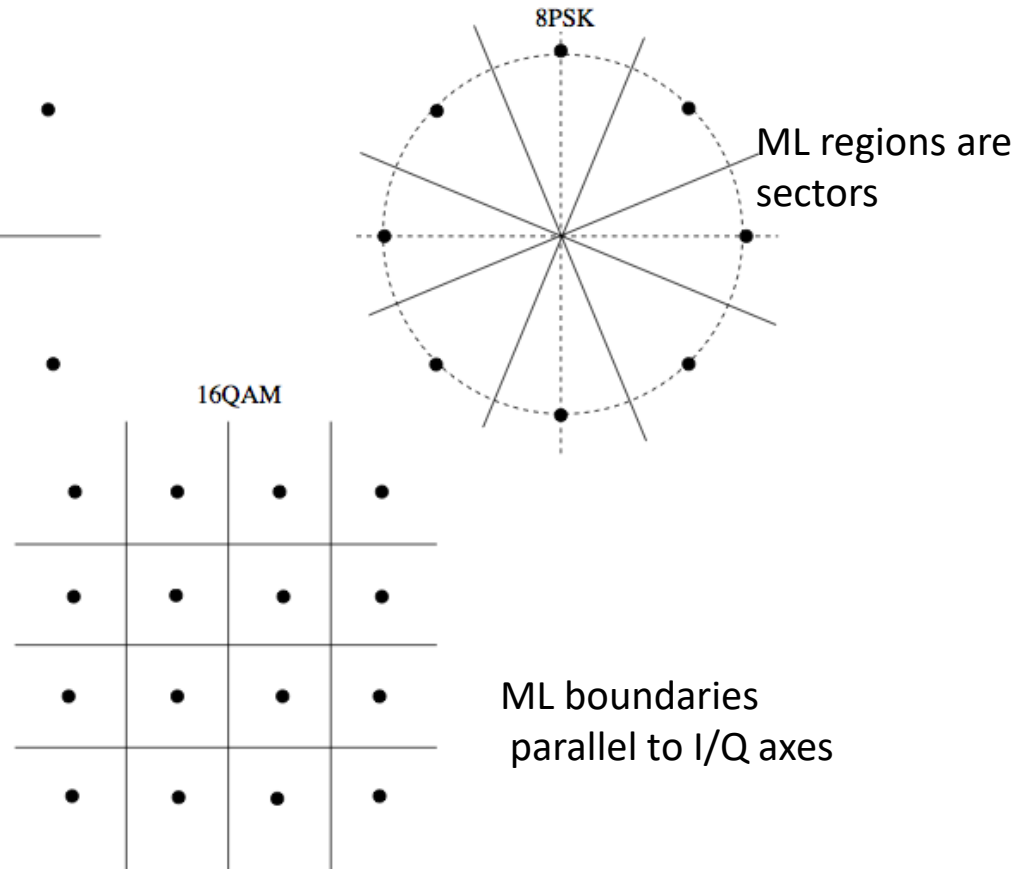 8PSK
ML regions are
sectors
16QAM
ML boundaries
parallel to I/Q axes